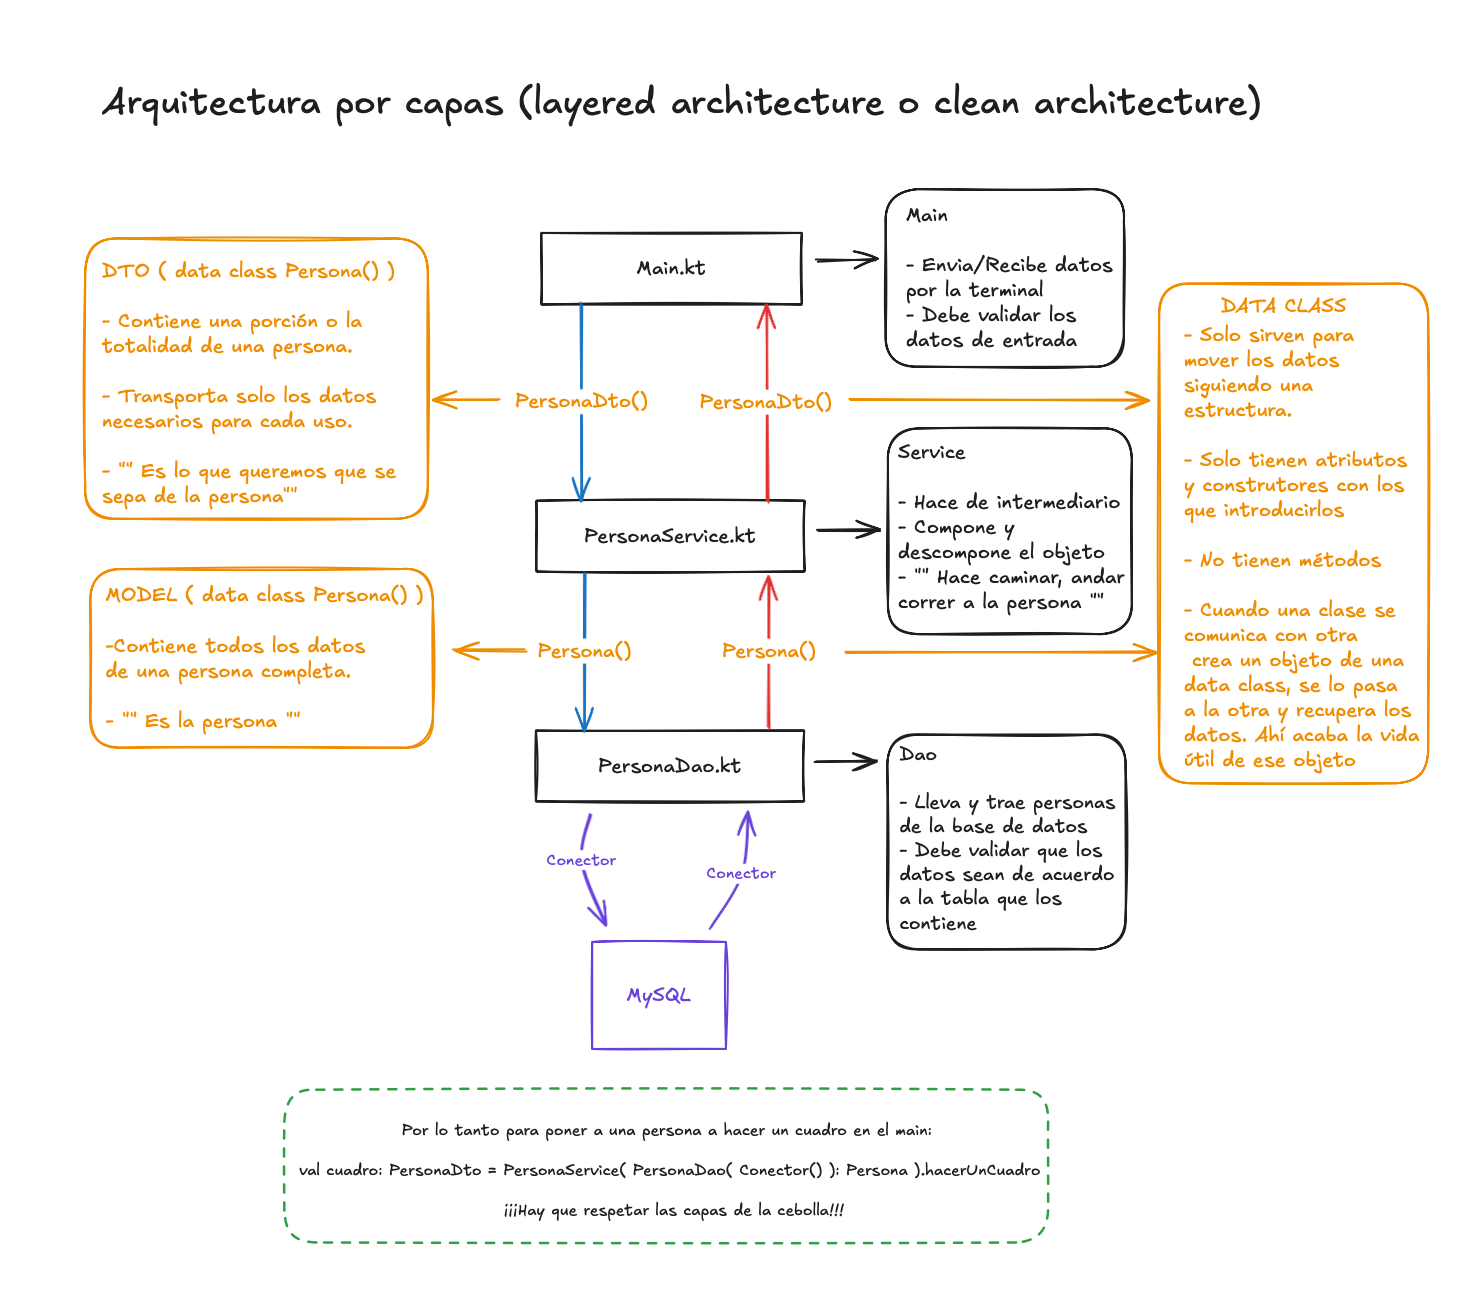 Arquitectura por capas (layered architecture o clean architecture)
Main.kt
Main
- Envia/Recibe datos
por la terminal
- Debe validar los
datos de entrada
DTO ( data class Persona() )
- Contiene una porción o la
totalidad de una persona.
- Transporta solo los datos
necesarios para cada uso.
- "" Es lo que queremos que se
sepa de la persona""
DATA CLASS
- Solo sirven para
mover los datos
siguiendo una
estructura.
- Solo tienen atributos
y construtores con los
que introducirlos
- No tienen métodos
- Cuando una clase se
comunica con otra
crea un objeto de una
data class, se lo pasa
a la otra y recupera los
datos. Ahí acaba la vida
útil de ese objeto
PersonaDto()
PersonaDto()
PersonaService.kt
Service
- Hace de intermediario
- Compone y
descompone el objeto
- "" Hace caminar, andar
correr a la persona ""
MODEL ( data class Persona() )
-Contiene todos los datos
de una persona completa.
- "" Es la persona ""
Persona()
Persona()
PersonaDao.kt
Dao
- Lleva y trae personas
de la base de datos
- Debe validar que los
datos sean de acuerdo
a la tabla que los
contiene
Conector
Conector
MySQL
Por lo tanto para poner a una persona a hacer un cuadro en el main:
val cuadro: PersonaDto = PersonaService( PersonaDao( Conector() ): Persona ).hacerUnCuadro
¡¡¡Hay que respetar las capas de la cebolla!!!